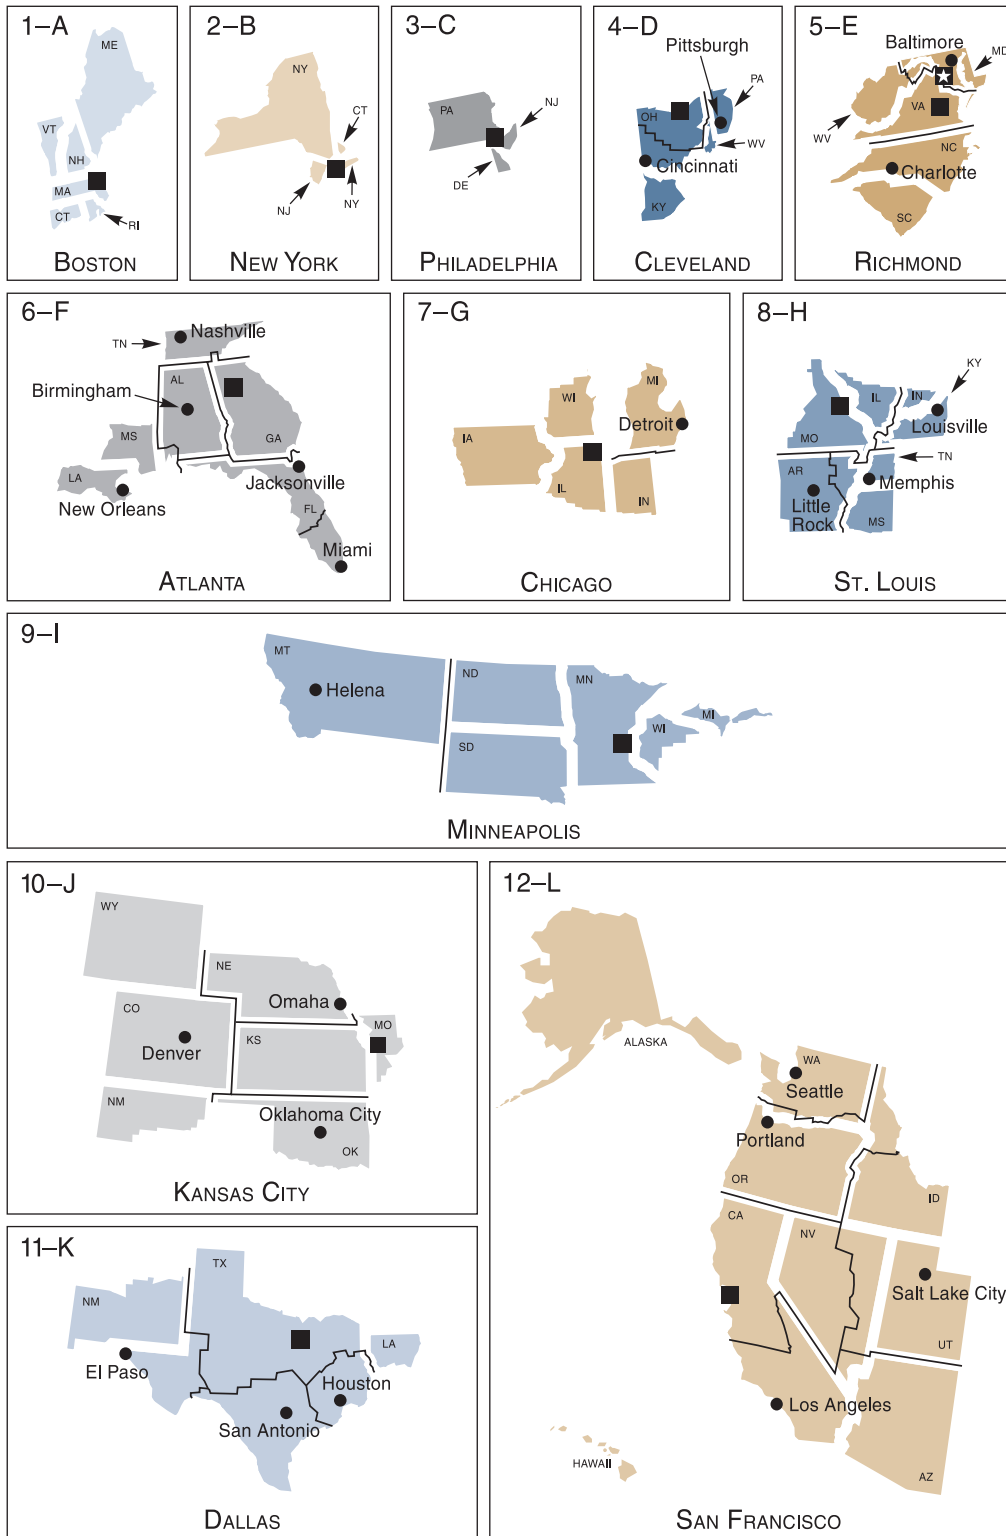 1–A
ME
VT
NH
MA
CT
RI
BOSTON
2–B
NY
CT
NJ
NY
NEW YORK
3–C
PA
NJ
DE
PHILADELPHIA
4–D
Pittsburgh
PA
OH
WV
Cincinnati
KY
CLEVELAND
5–E
Baltimore
MD
VA
WV
NC
Charlotte
SC
RICHMOND
6–F
Nashville
TN
AL
Birmingham
MS
GA
LA
Jacksonville
New Orleans
FL
Miami
ATLANTA
7–G
MI
WI
Detroit
IA
IL
IN
CHICAGO
8–H
KY
IL
IN
Louisville
MO
TN
AR
Memphis
Little
Rock
MS
ST. LOUIS
9–I
MT
ND
MN
Helena
MI
WI
SD
MINNEAPOLIS
10–J
WY
NE
Omaha
CO
MO
KS
Denver
NM
Oklahoma City
OK
KANSAS CITY
11–K
TX
NM
LA
El Paso
Houston
San Antonio
DALLAS
12–L
ALASKA
WA
Seattle
Portland
OR
ID
CA
NV
Salt Lake City
UT
Los Angeles
HAWAII
AZ
SAN FRANCISCO